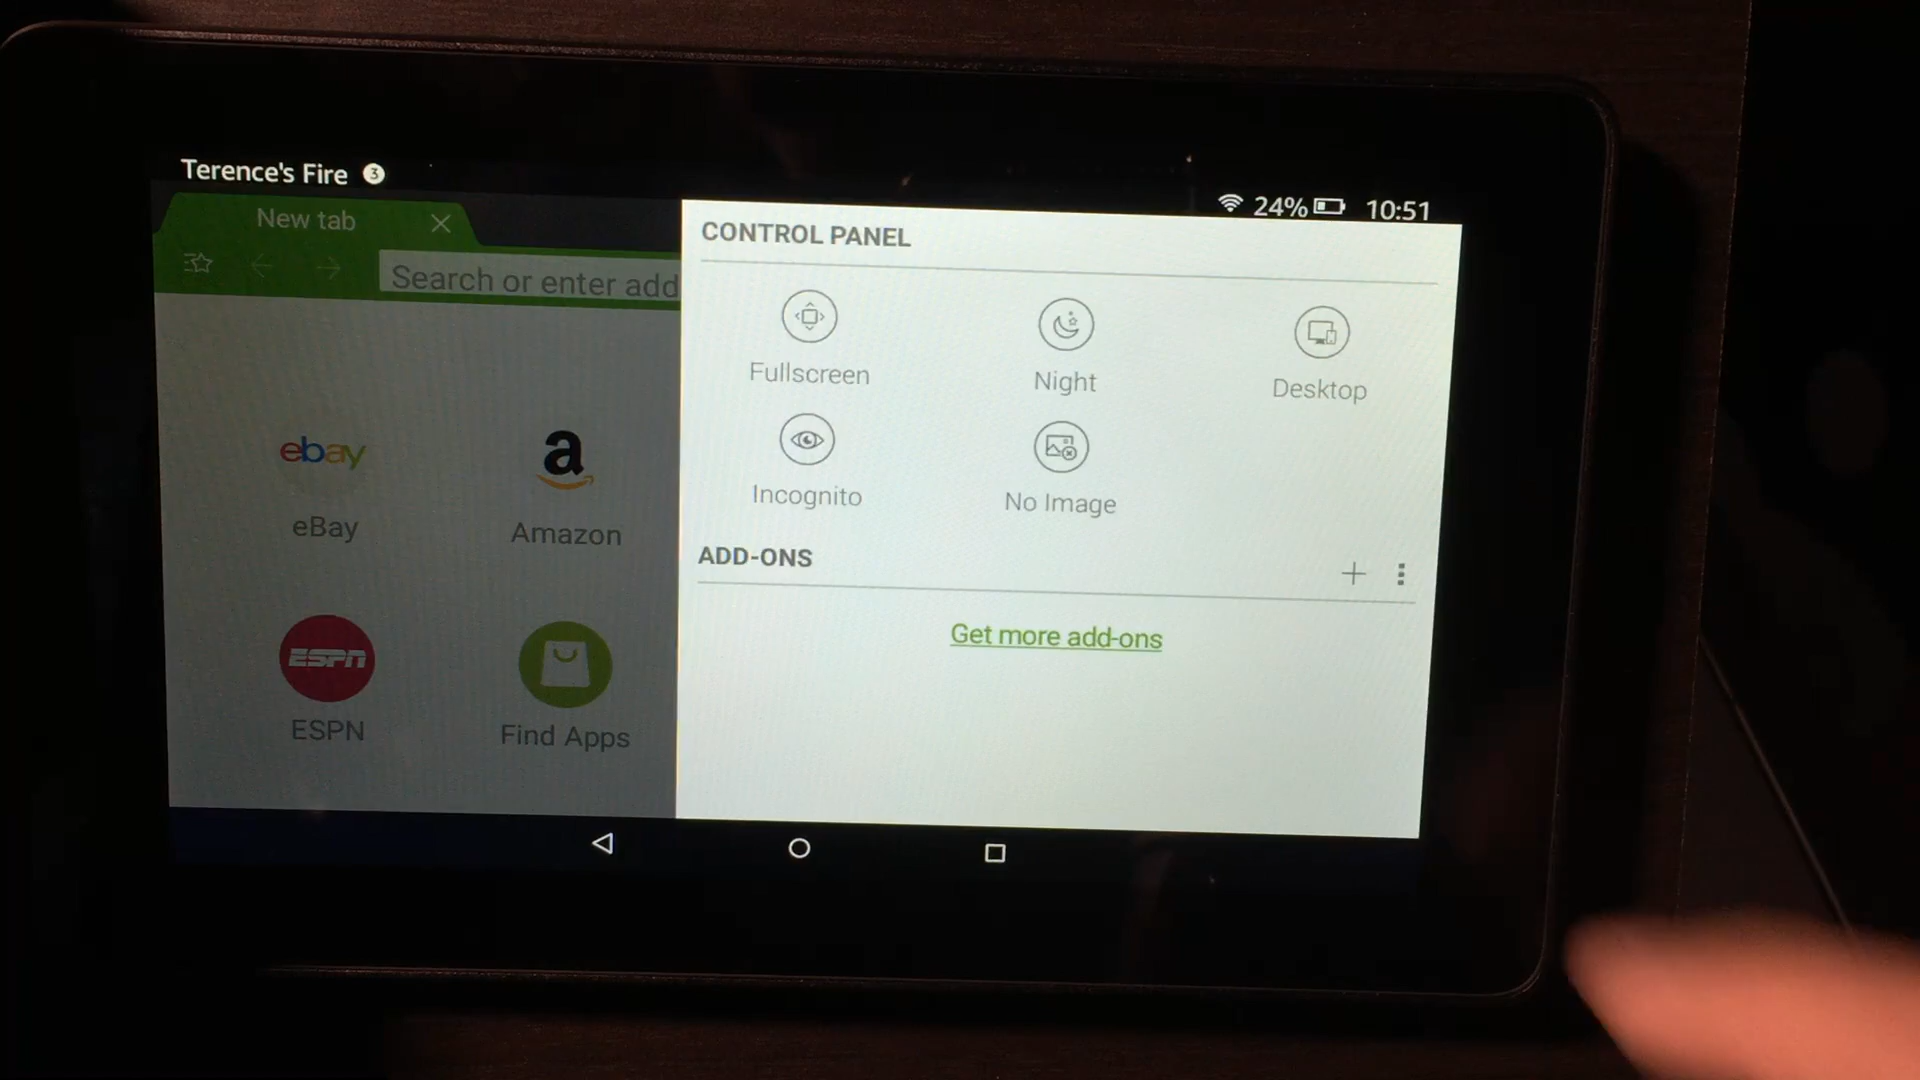 Terence's Fire 3
24% 10:51
New tab
Search or enter add
CONTROL PANEL
Fullscreen
Night
Desktop
Incognito
No Image
ADD-ONS
Get more add-ons
ebay
eBay
a
Amazon
ESPN
ESPN
Find Apps